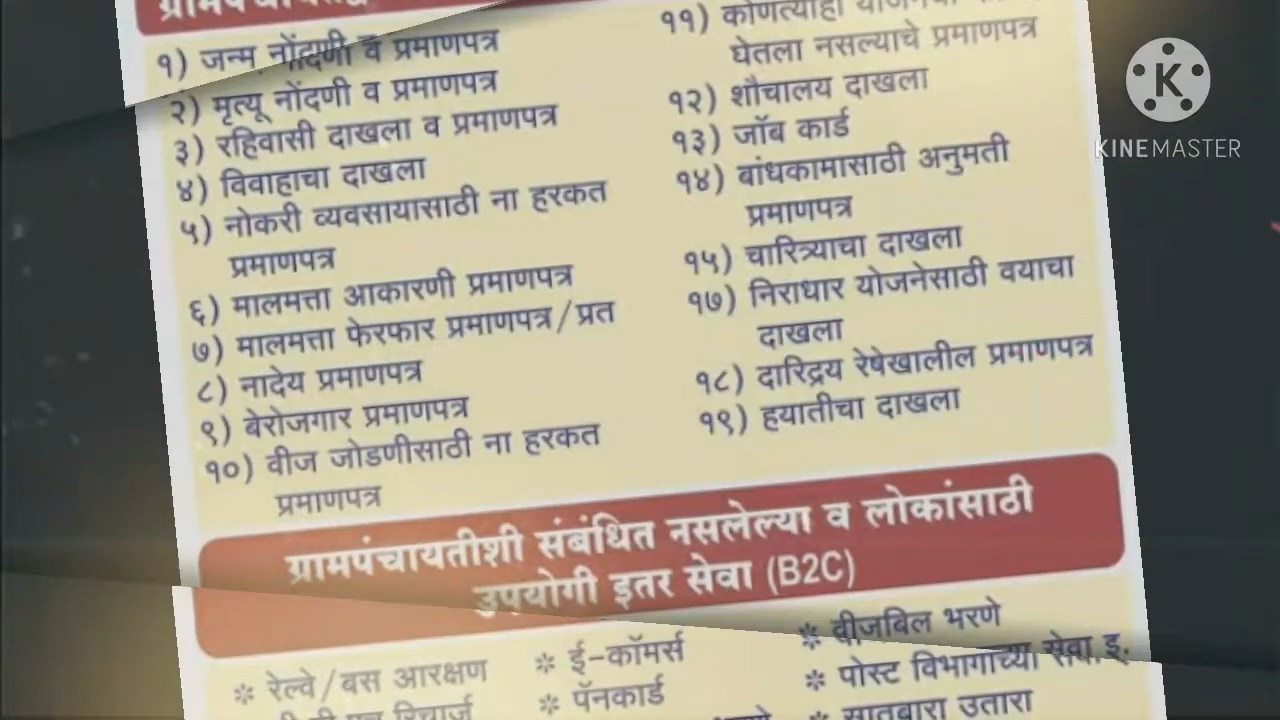 १) जन्म नोंदणी व प्रमाणपत्र
२) मृत्यू नोंदणी व प्रमाणपत्र
३) रहिवासी दाखला व प्रमाणपत्र
४) विवाहाचा दाखला
५) नोकरी व्यवसायासाठी ना हरकत
प्रमाणपत्र
६) मालमत्ता आकारणी प्रमाणपत्र
७) मालमत्ता फेरफार प्रमाणपत्र/प्रत
८) नादेय प्रमाणपत्र
९) बेरोजगार प्रमाणपत्र
१०) वीज जोडणीसाठी ना हरकत
प्रमाणपत्र
११) कोणत्याही
घेतला नसल्याचे प्रमाणपत्र
१२) शौचालय दाखला
१३) जॉब कार्ड
१४) बांधकामासाठी अनुमती
प्रमाणपत्र
१५) चारित्र्याचा दाखला
१७) निराधार योजनेसाठी वयाचा
दाखला
१८) दारिद्रय रेषेखालील प्रमाणपत्र
१९) हयातीचा दाखला
ग्रामपंचायतीशी संबंधित नसलेल्या व लोकांसाठी
उपयोगी इतर सेवा (B2C)
* रेल्वे/बस आरक्षण
* ई-कॉमर्स
* पॅनकार्ड
* वीजबिल भरणे
* पोस्ट विभागाच्या सेवा इ.
* सातबारा उतारा
K
KINEMASTER